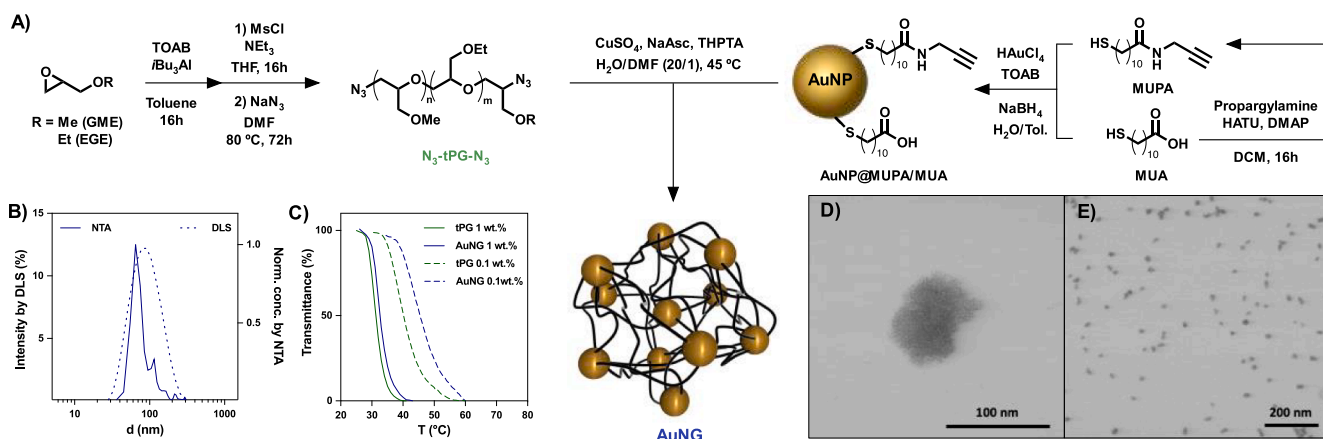 A)
O
OR
R = Me (GME)
Et (EGE)
TOAB
iBu₃Al
Toluene
16h
1) MsCl
NEt₃
THF, 16h
2) NaN₃
DMF
80 ºC, 72h
OEt
N₃
O
n
OMe
O
m
N₃
OR
N₃-tPG-N₃
CuSO₄, NaAsc, THPTA
H₂O/DMF (20/1), 45 ºC
AuNP
S
10
O
N
H
S
10
O
OH
AuNP@MUPA/MUA
HAuCl₄
TOAB
NaBH₄
H₂O/Tol.
HS
10
O
N
H
MUPA
HS
10
O
OH
MUA
Propargylamine
HATU, DMAP
DCM, 16h
B)
NTA
DLS
Intensity by DLS (%)
15
10
5
Norm. conc. by NTA
1.0
0.5
10
100
1000
d (nm)
C)
tPG 1 wt.%
AuNG 1 wt.%
tPG 0.1 wt.%
AuNG 0.1wt.%
Transmittance (%)
100
50
0
20
30
40
50
60
70
T (°C)
AuNG
D)
100 nm
E)
200 nm